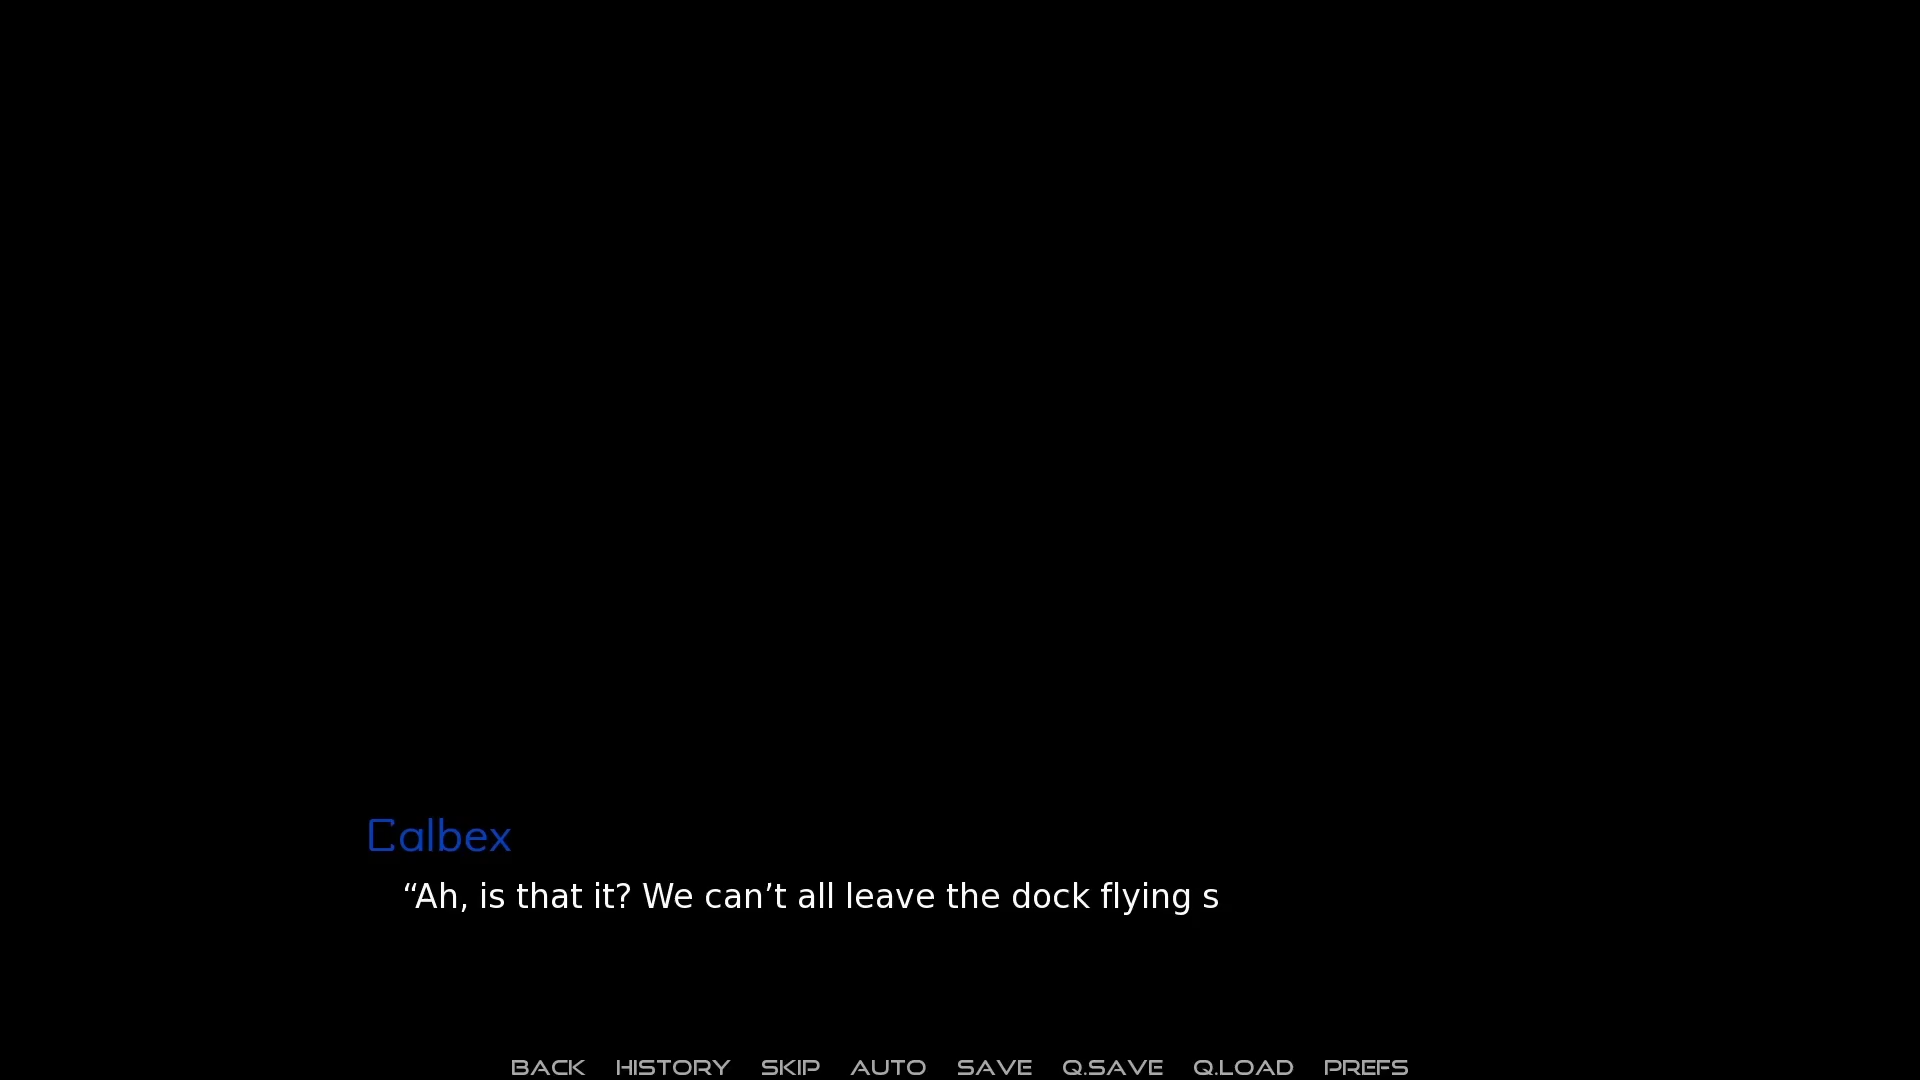 Calbex
“Ah, is that it? We can’t all leave the dock flying s
BACK HISTORY SKIP AUTO SAVE Q.SAVE Q.LOAD PREFS